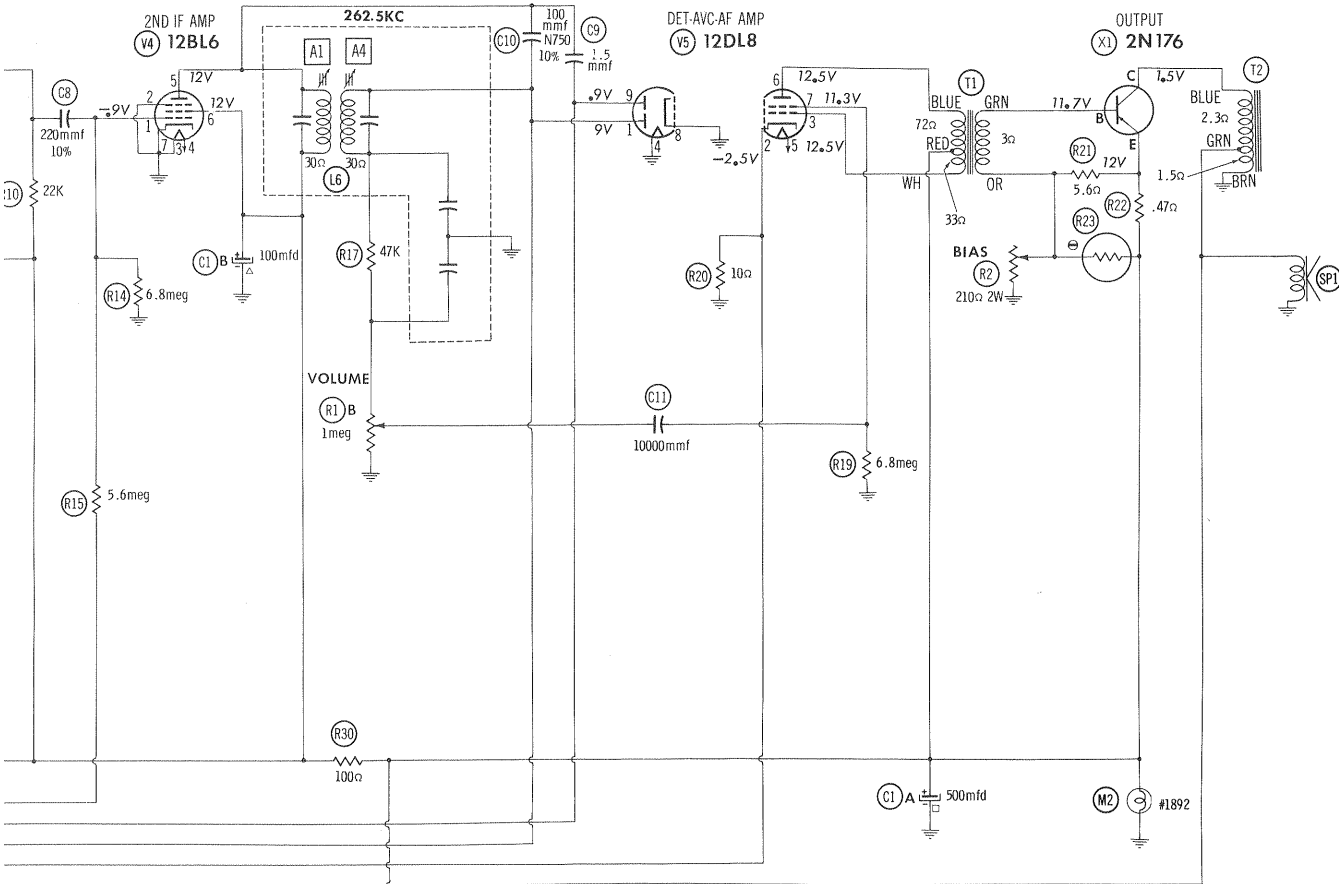 2ND IF AMP
V4 12BL6
262.5KC
A1
A4
C10
100
mmf
N750
10%
C9
1.5
mmf
DET-AVC-AF AMP
V5 12DL8
OUTPUT
X1 2N176
C8
220mmf
10%
-.9V
5
12V
2
1
12V
6
7
3
4
30Ω
30Ω
L6
.9V
9
9V
1
8
4
6
12.5V
7
11.3V
3
12.5V
2
5
-2.5V
T1
BLUE
GRN
72Ω
RED
3Ω
WH
OR
33Ω
11.7V
C
1.5V
B
E
R21
12V
5.6Ω
R22
.47Ω
R23
BIAS
R2
210Ω 2W
T2
BLUE
2.3Ω
GRN
1.5Ω
BRN
SP1
R10
22K
C1 B
100mfd
R14
6.8meg
R17
47K
R20
10Ω
VOLUME
R1 B
1meg
C11
10000mmf
R19
6.8meg
R15
5.6meg
R30
100Ω
C1 A
500mfd
M2
#1892